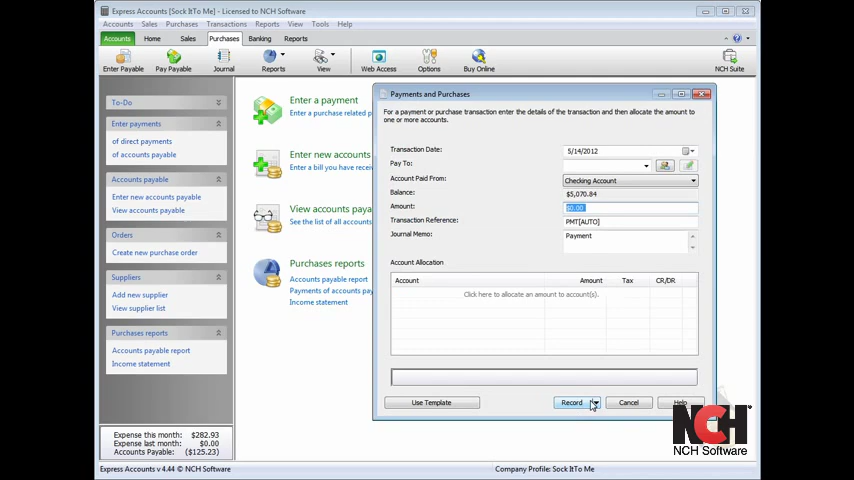 Express Accounts [Sock ItTo Me] - Licensed to NCH Software
Accounts Sales Purchases Transactions Reports View Tools Help
Accounts Home Sales Purchases Banking Reports
Enter Payable Pay Payable Journal Reports View Web Access Options Buy Online NCH Suite
To-Do
Enter payments
of direct payments
of accounts payable
Accounts payable
Enter new accounts payable
View accounts payable
Orders
Create new purchase order
Suppliers
Add new supplier
View supplier list
Purchases reports
Accounts payable report
Income statement
Expense this month: $282.93
Expense last month: $0.00
Accounts Payable: ($125.23)
Enter a payment
Enter a purchase related p
Enter new accounts
Enter a bill you have recei
View accounts paya
See the list of all accounts
Purchases reports
Accounts payable report
Payments of accounts pay
Income statement
Payments and Purchases
For a payment or purchase transaction enter the details of the transaction and then allocate the amount to
one or more accounts.
Transaction Date: 5/14/2012
Pay To:
Account Paid From: Checking Account
Balance: $5,070.84
Amount: $0.00
Transaction Reference: PMT[AUTO]
Journal Memo: Payment
Account Allocation
Account Amount Tax CR/DR
Click here to allocate an amount to account(s).
Use Template Record Cancel Help
NCH
NCH Software
Express Accounts v 4.44 © NCH Software
Company Profile: Sock ItTo Me